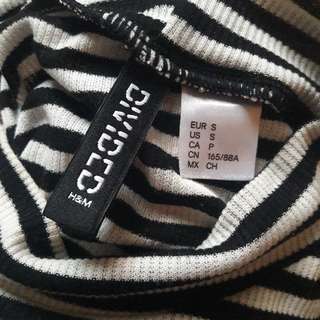 DIVIDED
H&M
EUR S
US S
CA P
CN 165/88A
MX CH